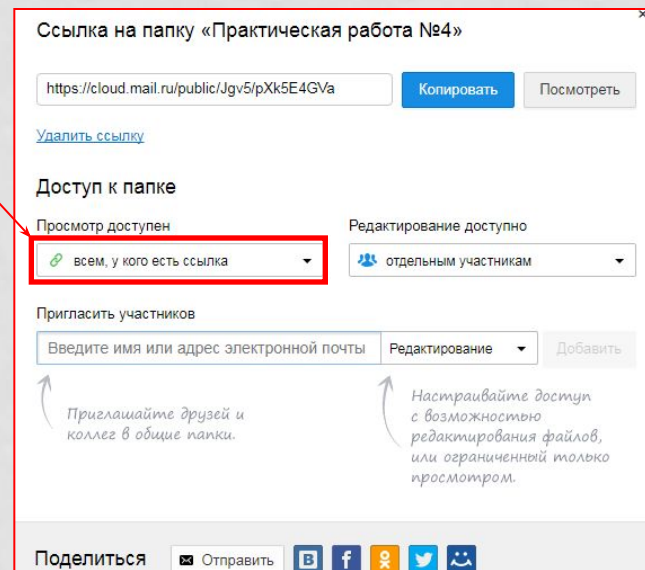 Ссылка на папку «Практическая работа №4»
https://cloud.mail.ru/public/Jgv5/pXk5E4GVa
Копировать
Посмотреть
Удалить ссылку
Доступ к папке
Просмотр доступен
Редактирование доступно
всем, у кого есть ссылка
отдельным участникам
Пригласить участников
Введите имя или адрес электронной почты
Редактирование
Добавить
Приглашайте друзей и
коллег в общие папки.
Настраивайте доступ
с возможностью
редактирования файлов,
или ограниченный только
просмотром.
Поделиться
Отправить